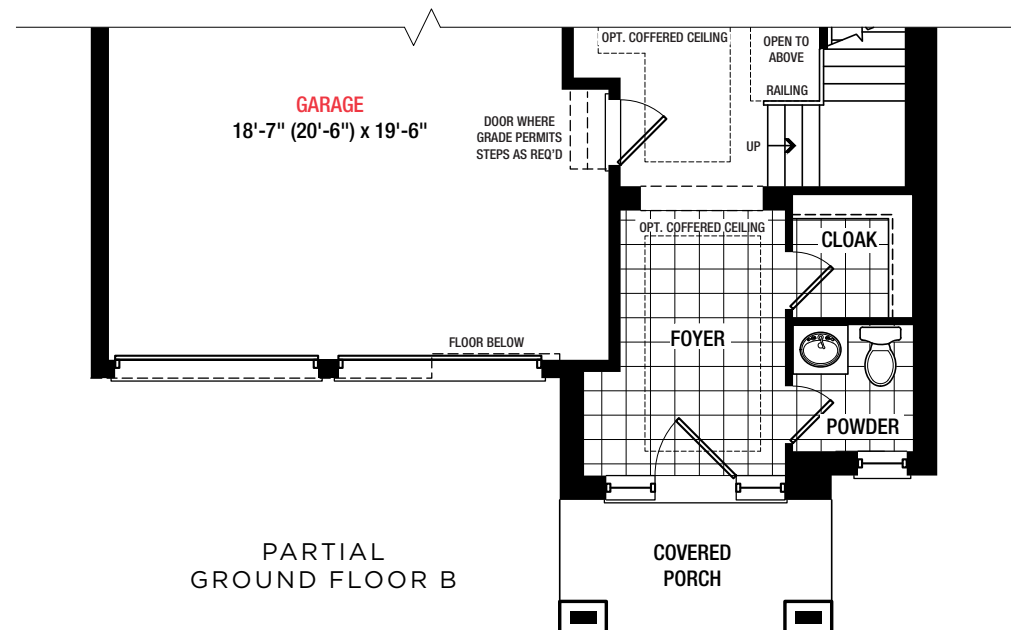 OPT. COFFERED CEILING
OPEN TO
ABOVE
RAILING
GARAGE
18'-7" (20'-6") x 19'-6"
DOOR WHERE
GRADE PERMITS
STEPS AS REQ'D
UP
OPT. COFFERED CEILING
CLOAK
FOYER
FLOOR BELOW
POWDER
PARTIAL
GROUND FLOOR B
COVERED
PORCH